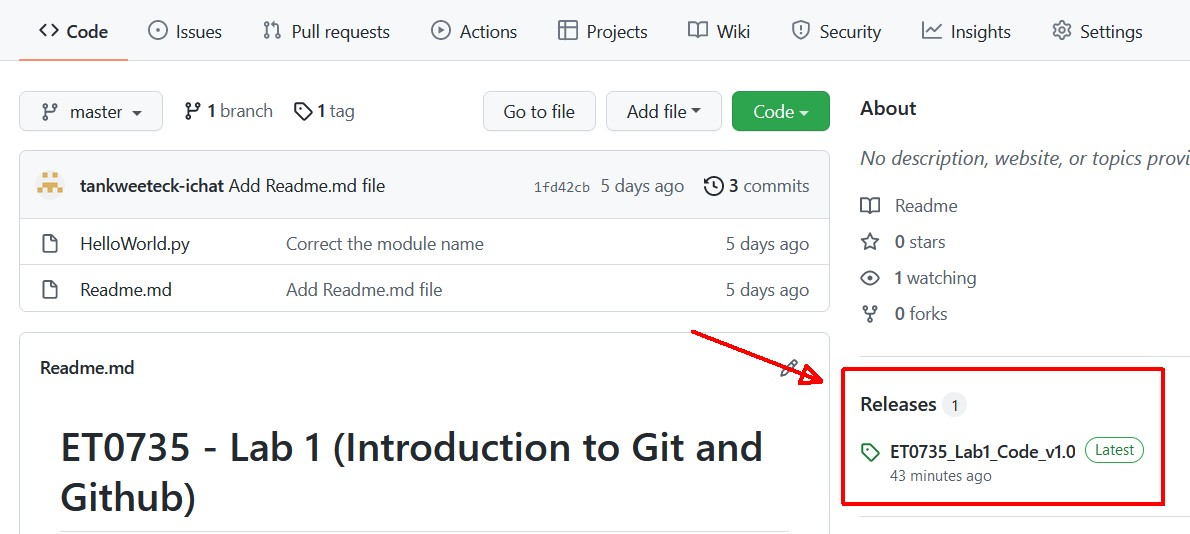 Code Issues Pull requests Actions Projects Wiki Security Insights Settings
master 1 branch 1 tag Go to file Add file Code
tankweeteck-ichat Add Readme.md file 1fd42cb 5 days ago 3 commits
HelloWorld.py Correct the module name 5 days ago
Readme.md Add Readme.md file 5 days ago
Readme.md
ET0735 - Lab 1 (Introduction to Git and
Github)
About
No description, website, or topics provi
Readme
0 stars
1 watching
0 forks
Releases 1
ET0735_Lab1_Code_v1.0 Latest
43 minutes ago